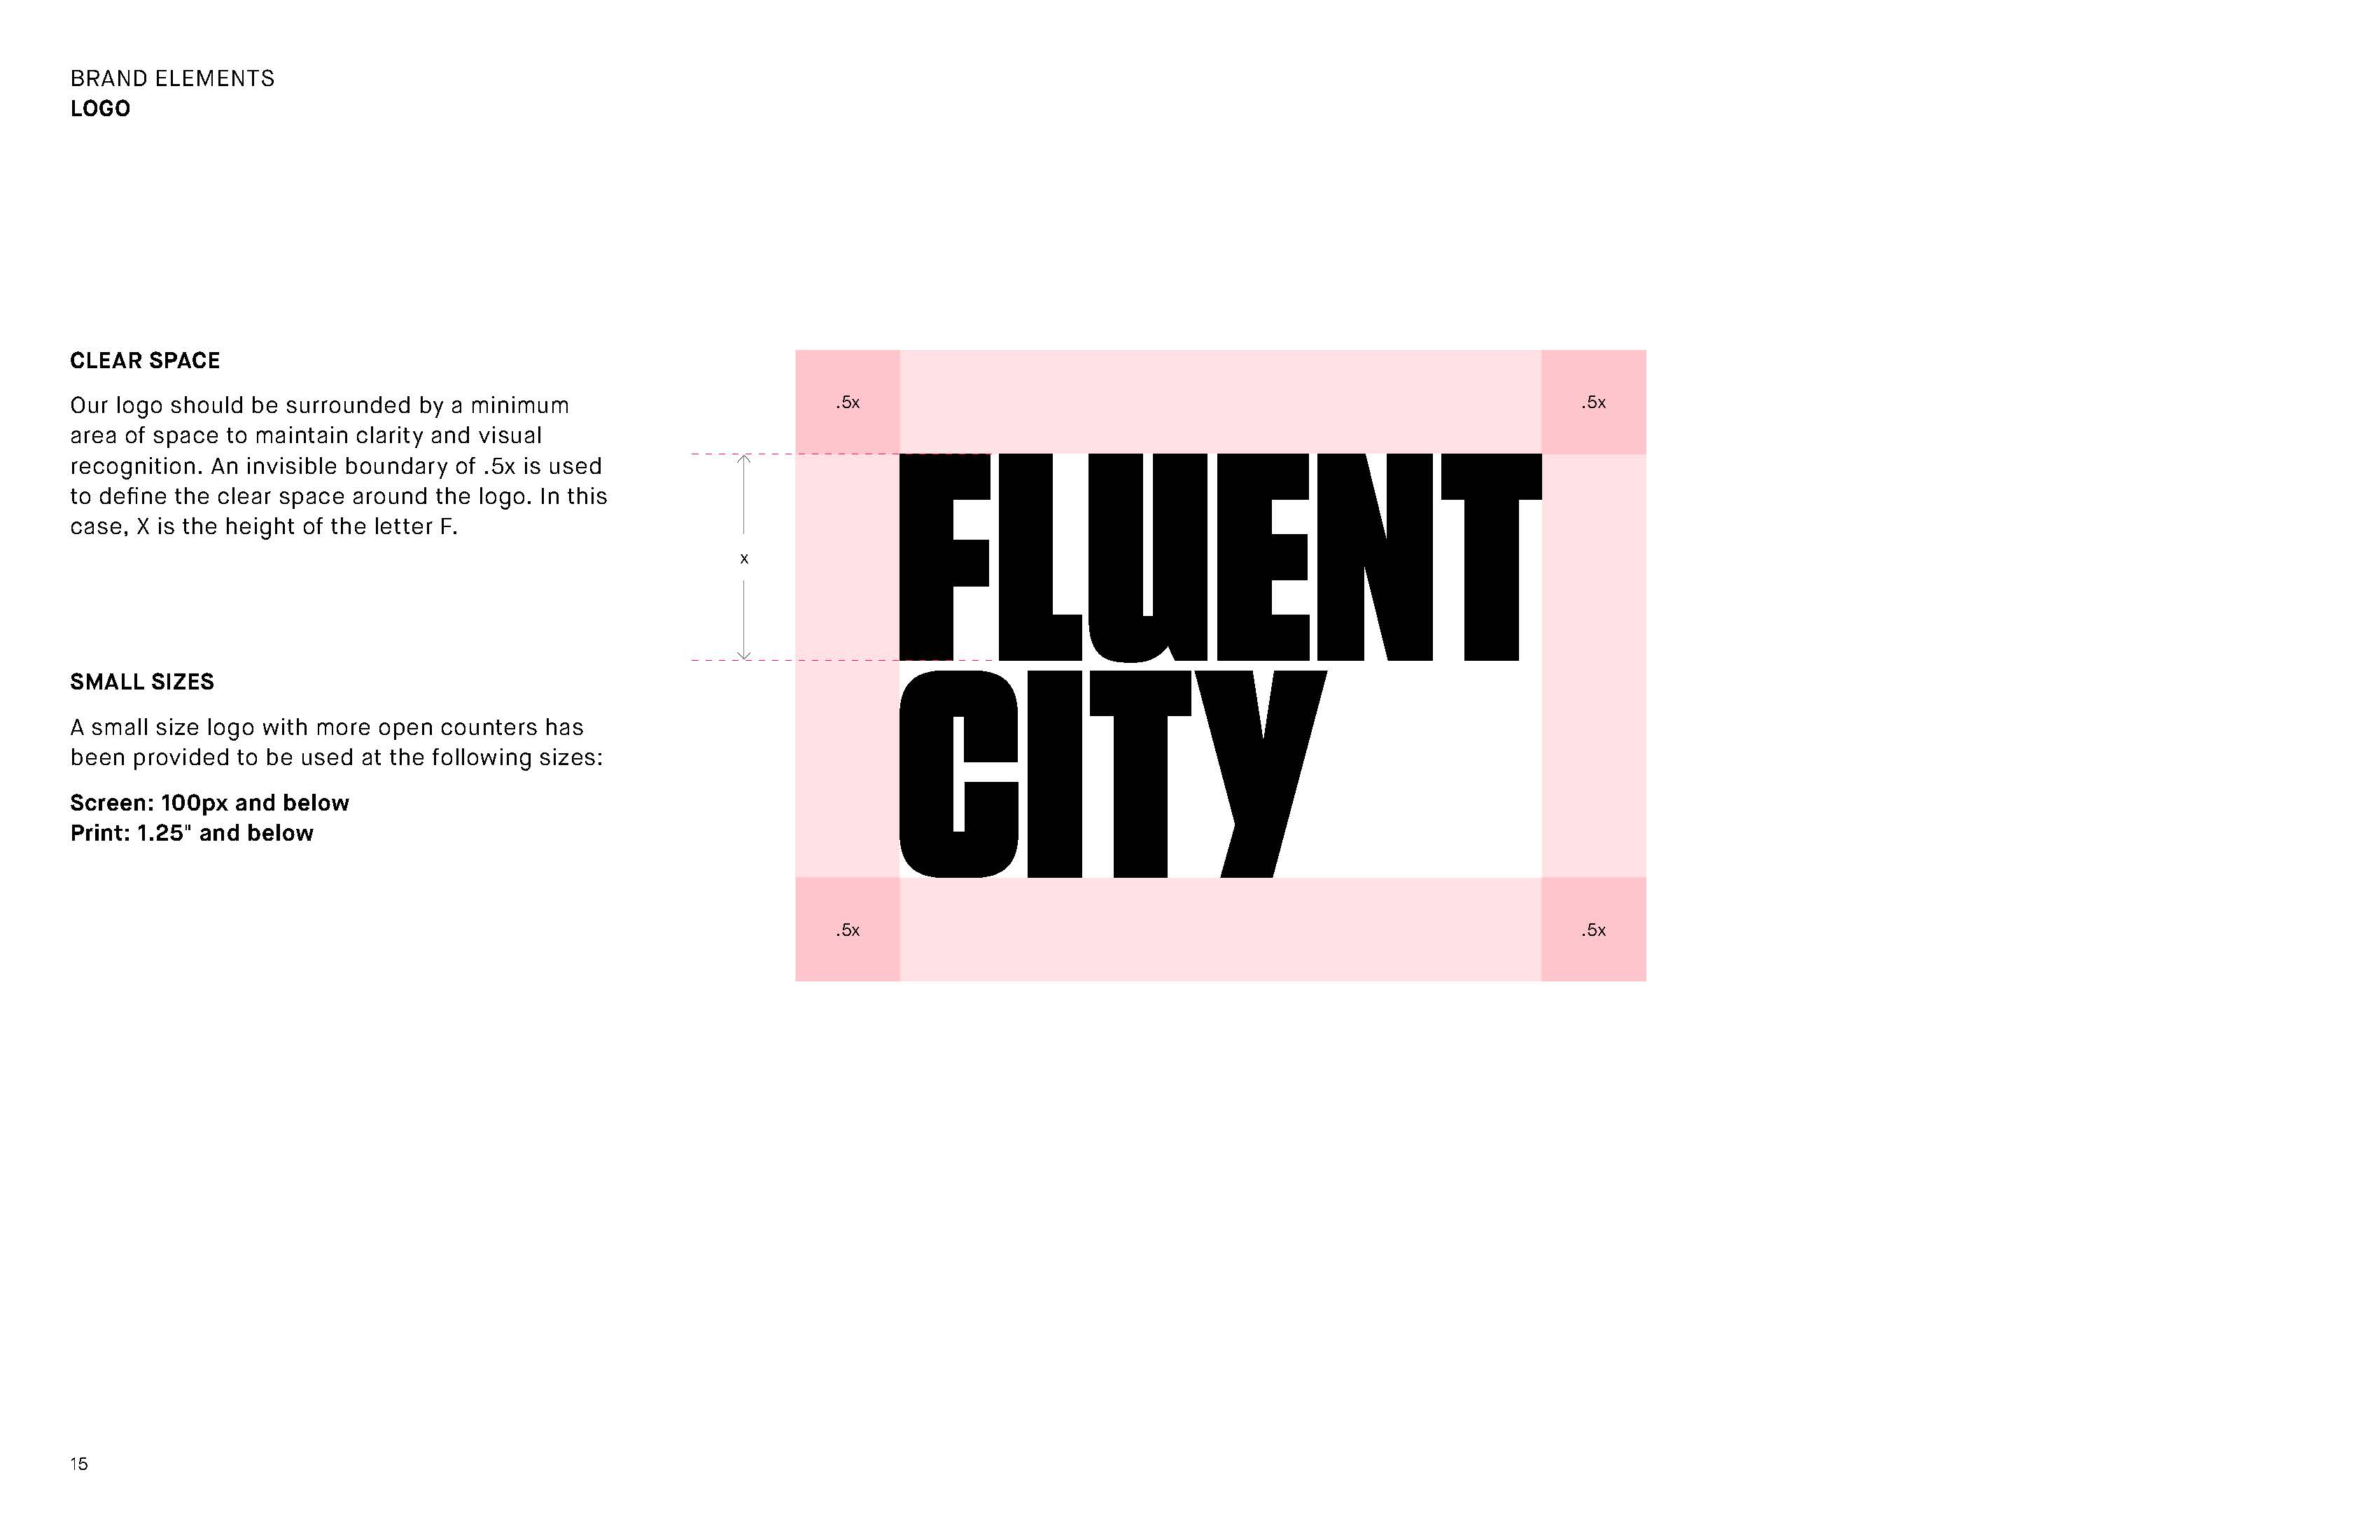 BRAND ELEMENTS
LOGO
CLEAR SPACE
Our logo should be surrounded by a minimum
area of space to maintain clarity and visual
recognition. An invisible boundary of .5x is used
to define the clear space around the logo. In this
case, X is the height of the letter F.
SMALL SIZES
A small size logo with more open counters has
been provided to be used at the following sizes:
Screen: 100px and below
Print: 1.25" and below
.5x
.5x
x
FLUENT
CITY
.5x
.5x
15